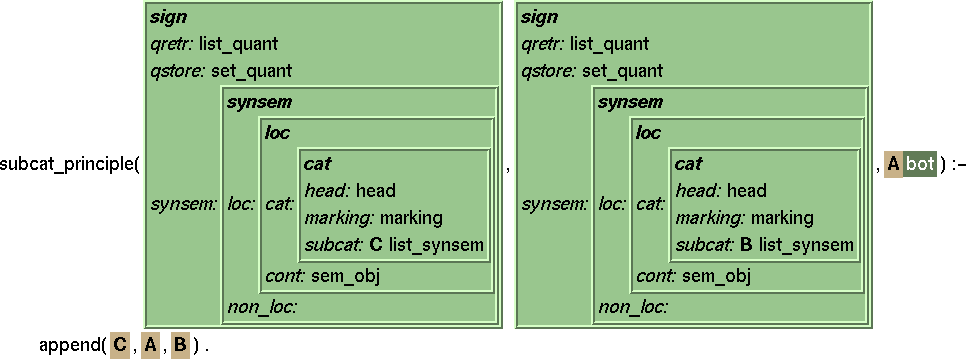 sign sign
qretr: list_quant qretr: list_quant
qstore: set_quant qstore: set_quant
synsem synsem
loc loc
subcat_principle( cat , cat , A bot ) :-
head: head head: head
synsem: loc: cat: marking: marking synsem: loc: cat: marking: marking
subcat: C list_synsem subcat: B list_synsem
cont: sem_obj cont: sem_obj
non_loc: non_loc:
append( C , A , B ) .